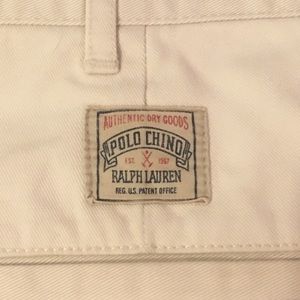 AUTHENTIC DRY GOODS
POLO CHINO
EST. 1967
RALPH LAUREN
REG. U.S. PATENT OFFICE